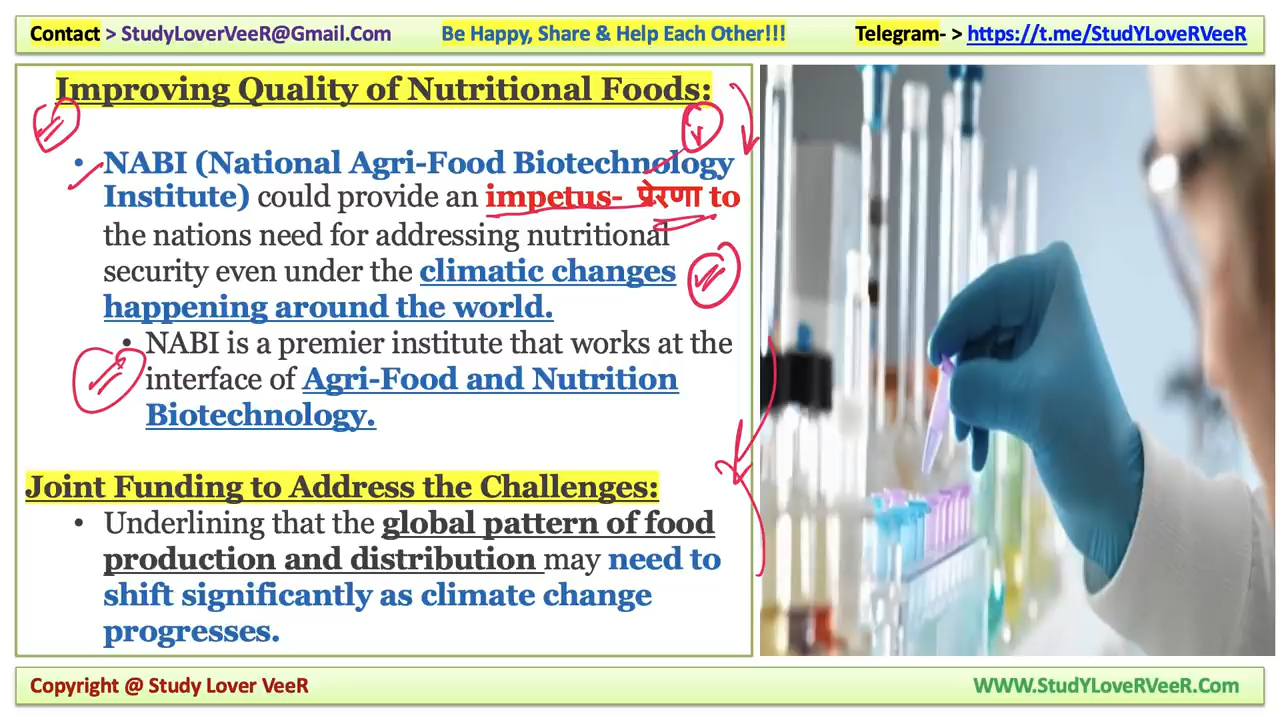 Contact > StudyLoverVeeR@Gmail.Com Be Happy, Share & Help Each Other!!! Telegram- > https://t.me/StudYLoverVeeR
Improving Quality of Nutritional Foods:
• NABI (National Agri-Food Biotechnology
Institute) could provide an impetus- प्रेरणा to
the nations need for addressing nutritional
security even under the climatic changes
happening around the world.
• NABI is a premier institute that works at the
interface of Agri-Food and Nutrition
Biotechnology.
Joint Funding to Address the Challenges:
• Underlining that the global pattern of food
production and distribution may need to
shift significantly as climate change
progresses.
Copyright @ Study Lover VeeR WWW.StudYLoveRVeeR.Com